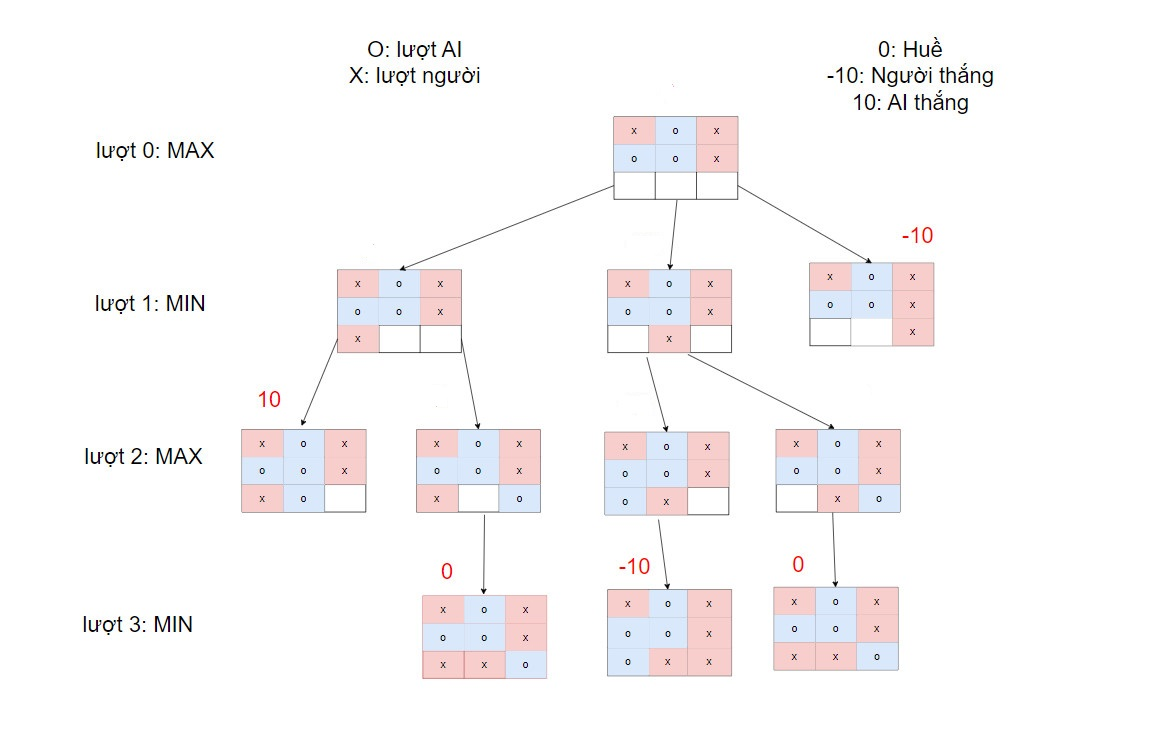 O: lượt AI
X: lượt người
0: Huề
-10: Người thắng
10: AI thắng
lượt 0: MAX
x o x
o o x
lượt 1: MIN
-10
x o x
o o x
x
x o x
o o x
x
x o x
o o x
x
lượt 2: MAX
10
x o x
o o x
x o
x o x
o o x
x o
x o x
o o x
o x
x o x
o o x
x o
lượt 3: MIN
0
x o x
o o x
x x o
-10
x o x
o o x
o x x
0
x o x
o o x
x x o